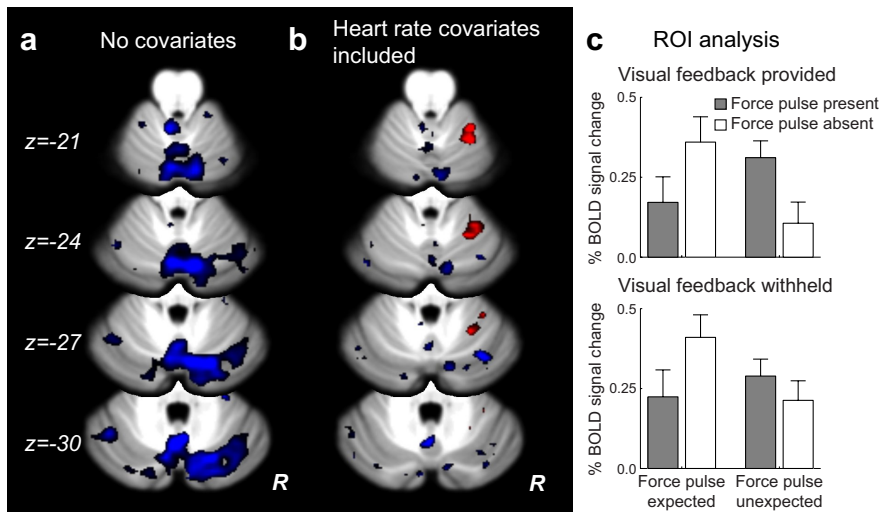 a
No covariates
b
Heart rate covariates
included
c
ROI analysis
z=-21
z=-24
z=-27
z=-30
R
R
Visual feedback provided
% BOLD signal change
0.5
0.25
0.0
Force pulse present
Force pulse absent
Visual feedback withheld
% BOLD signal change
0.5
0.25
0.0
Force pulse
expected
Force pulse
unexpected